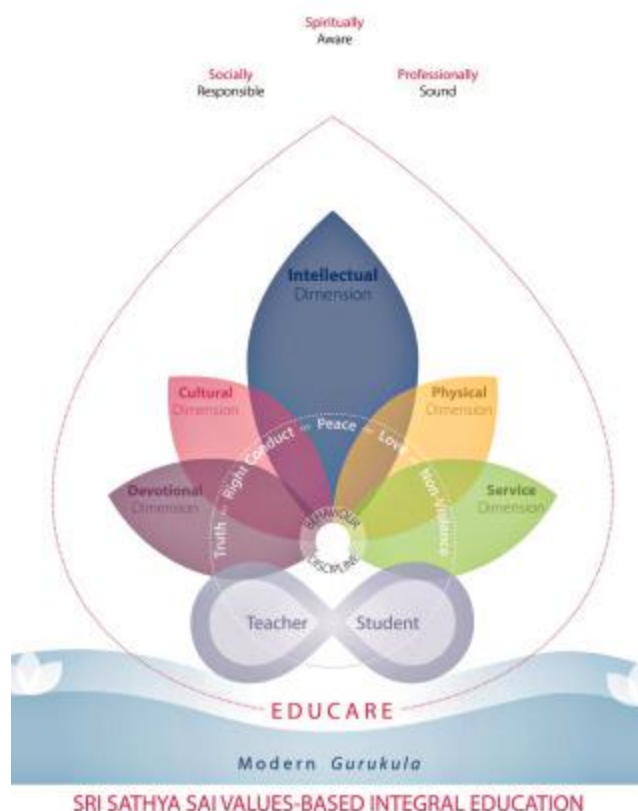 Spiritually
Aware
Socially
Responsible
Professionally
Sound
Intellectual
Dimension
Cultural
Dimension
Physical
Dimension
Devotional
Dimension
Service
Dimension
Truth Right Conduct Peace Love Non-Violence
BEHAVIOUR
DISCIPLINE
Teacher
Student
EDUCARE
Modern Gurukula
SRI SATHYA SAI VALUES-BASED INTEGRAL EDUCATION